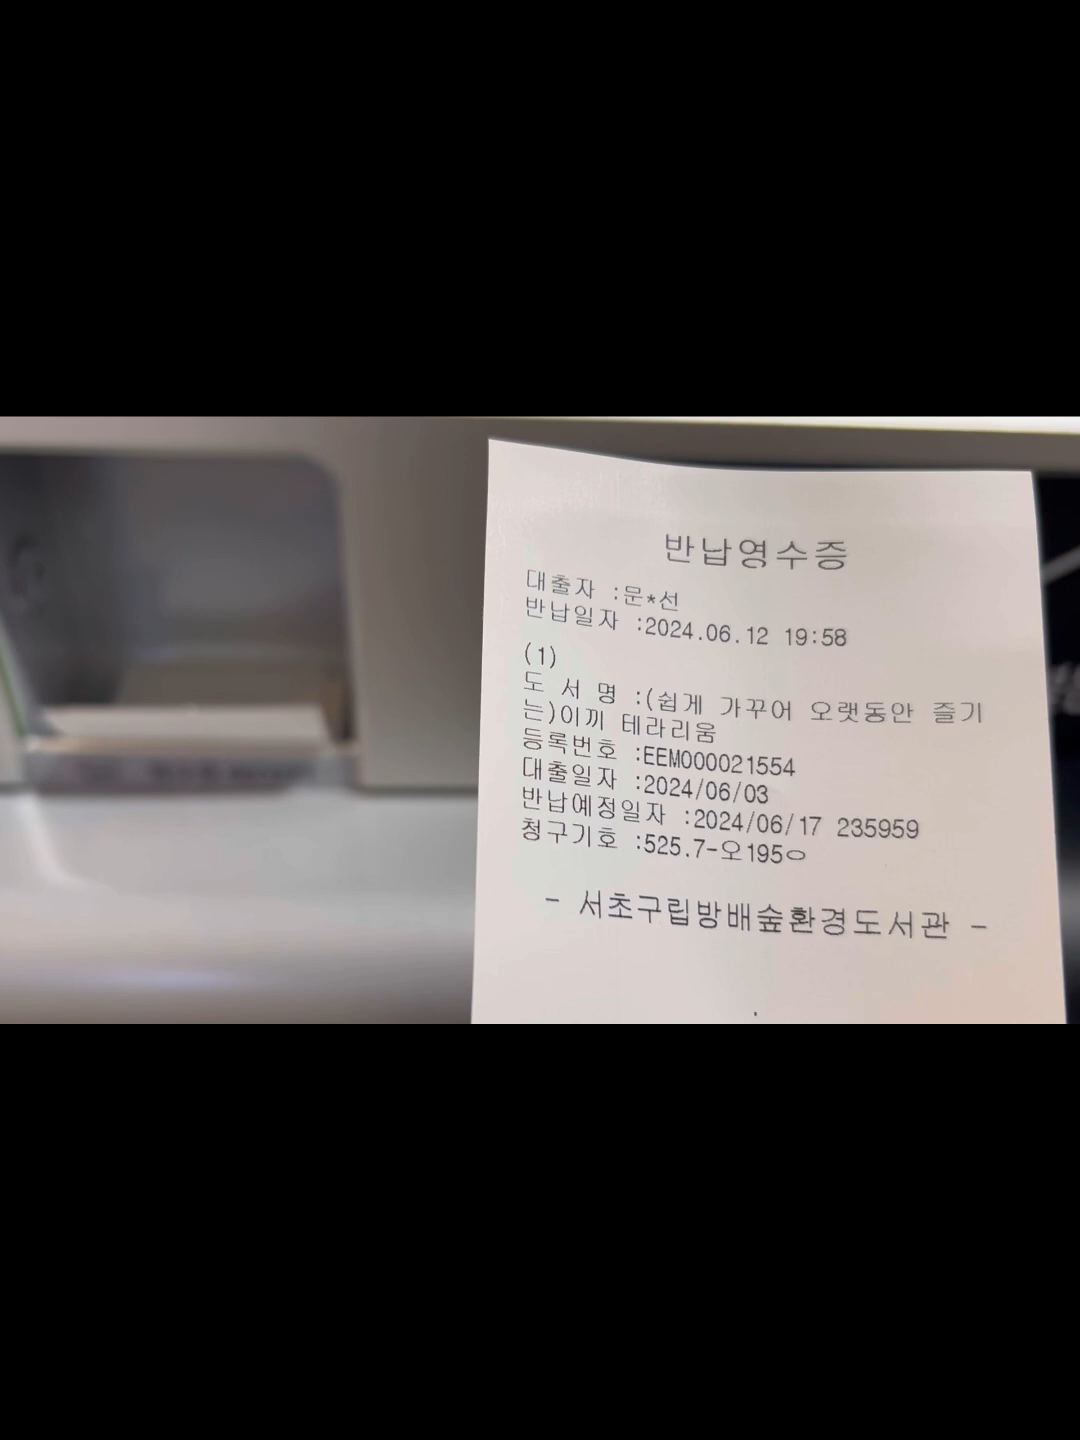 반납영수증
대출자 :문*선
반납일자 :2024.06.12 19:58
(1)
도 서 명 :(쉽게 가꾸어 오랫동안 즐기
는)이끼 테라리움
등록번호 :EEM000021554
대출일자 :2024/06/03
반납예정일자 :2024/06/17 235959
청구기호 :525.7-오195ㅇ
- 서초구립방배숲환경도서관 -